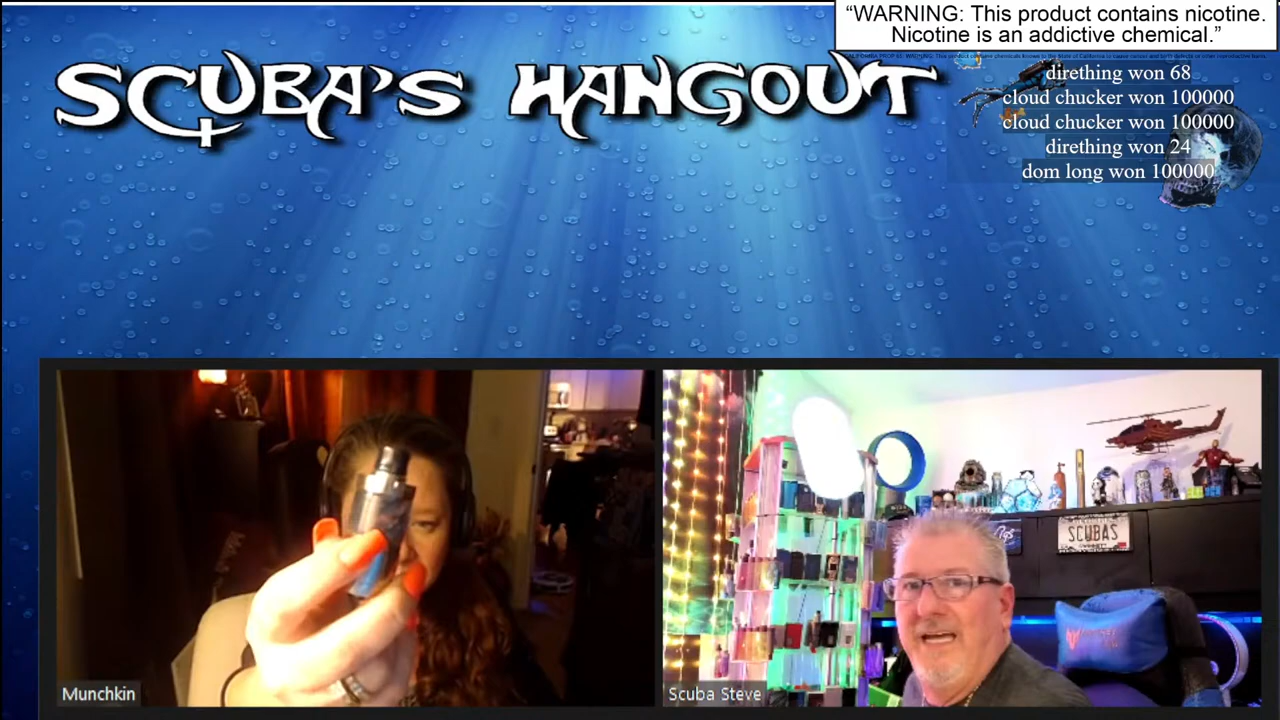 “WARNING: This product contains nicotine.
Nicotine is an addictive chemical.”
SCUBA'S HANGOUT
dirething won 68
cloud chucker won 100000
cloud chucker won 100000
dirething won 24
dom long won 100000
SCUBAS
Munchkin
Scuba Steve